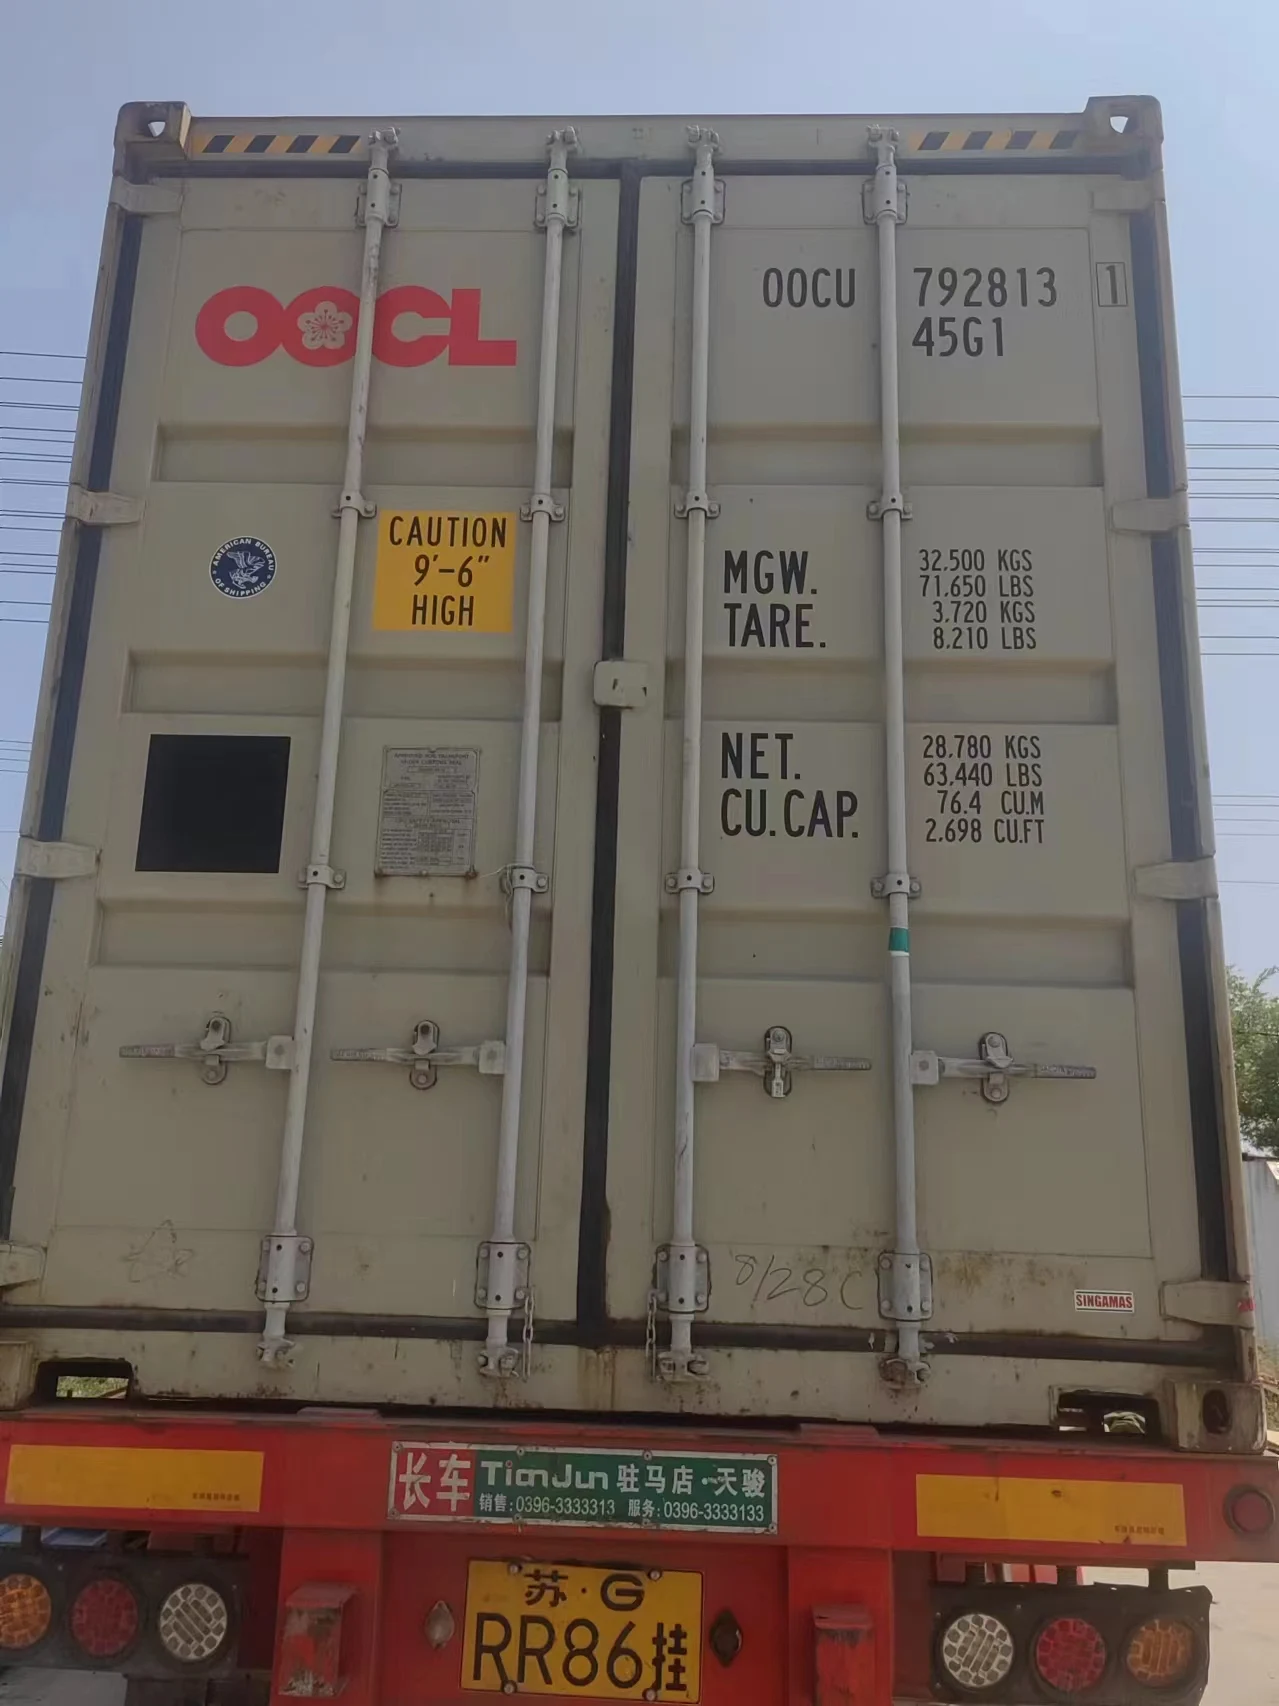 OOCL
OOCU 792813 1
45G1
AMERICAN BUREAU OF SHIPPING
CAUTION
9'-6"
HIGH
MGW. 32.500 KGS
71.650 LBS
TARE. 3.720 KGS
8.210 LBS
NET. 28.780 KGS
63,440 LBS
CU.CAP. 76.4 CU.M
2.698 CU.FT
8/28C
SINGAMAS
长车 TianJun 驻马店·天骏
销售:0396-3333313 服务:0396-3333133
苏·G
RR86挂